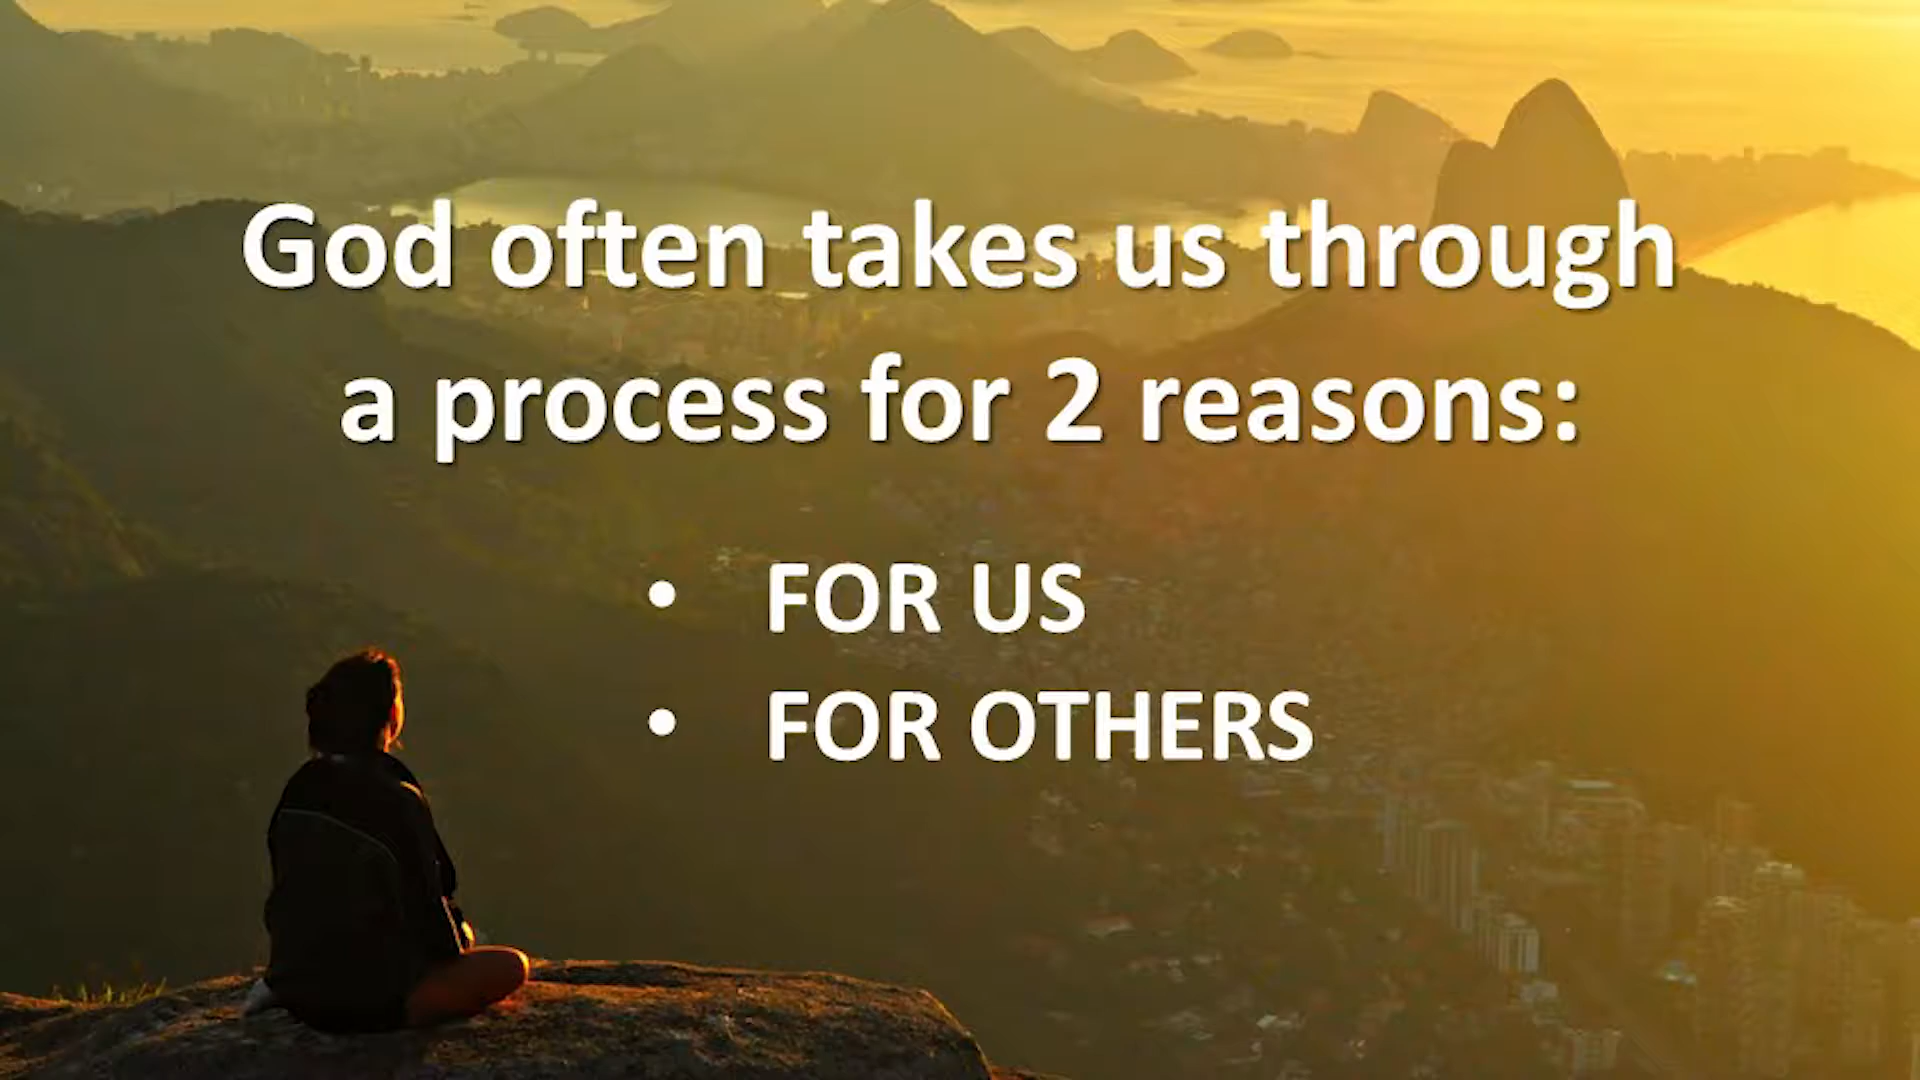 God often takes us through
a process for 2 reasons:
• FOR US
• FOR OTHERS